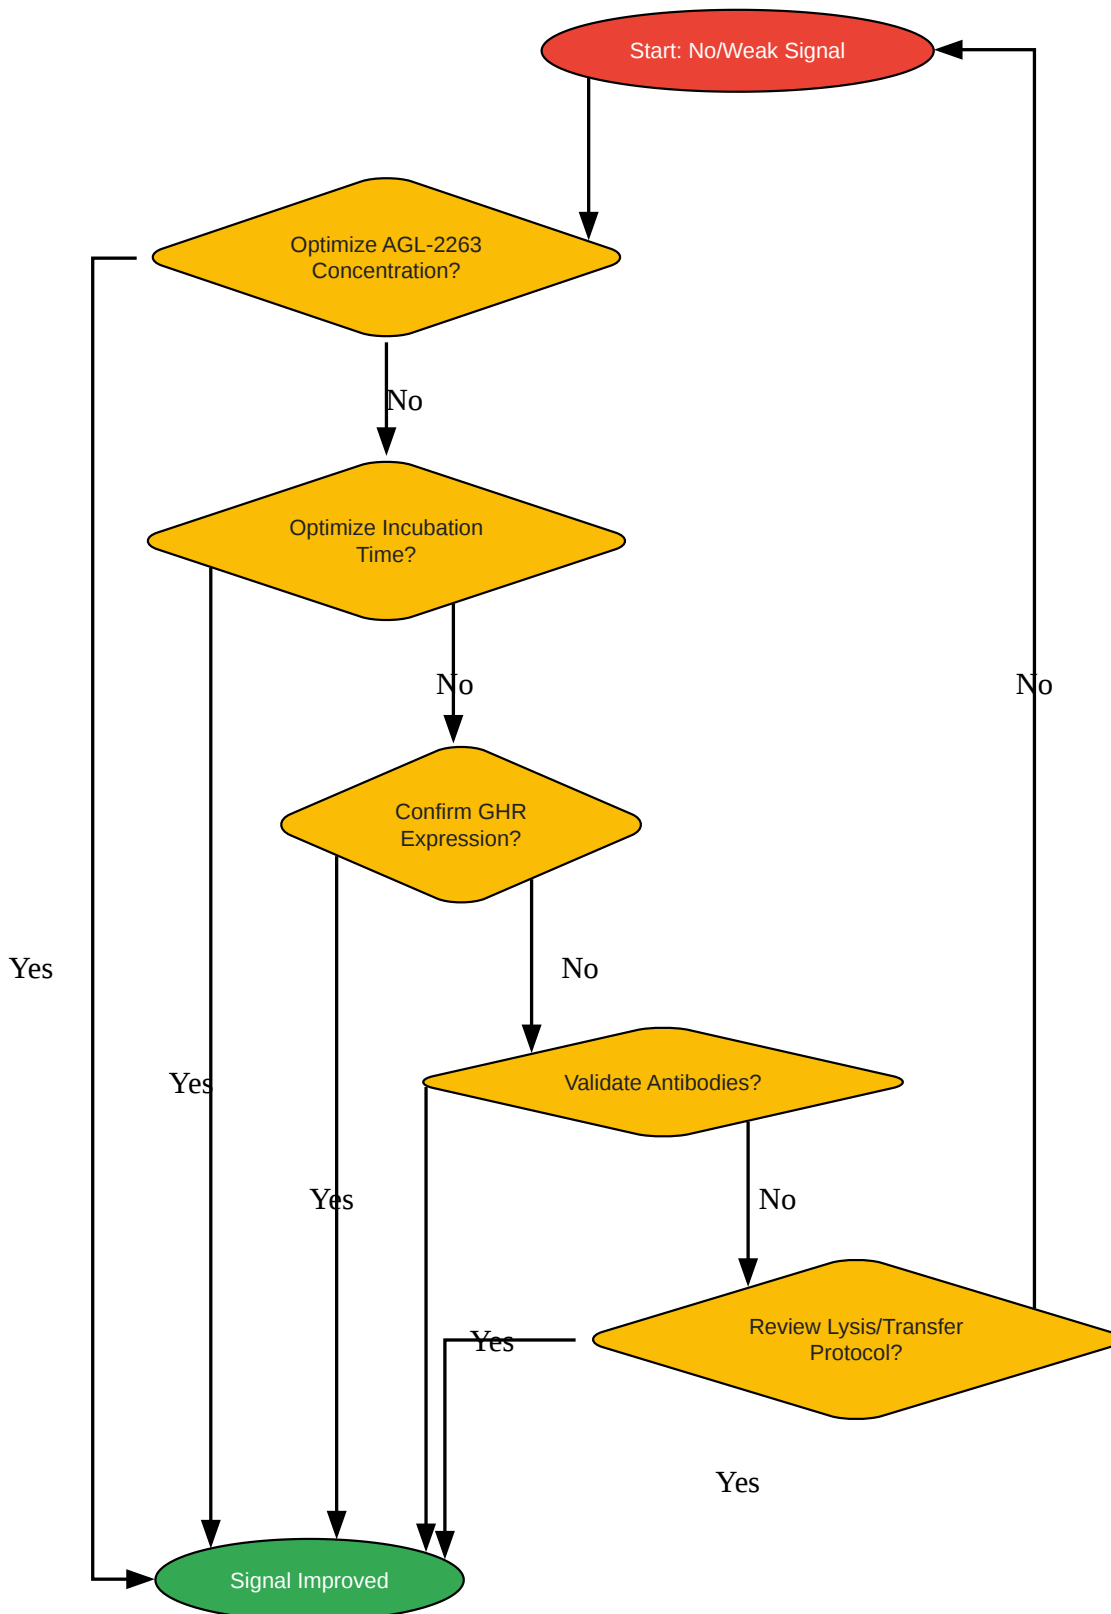 Start: No/Weak Signal
Optimize AGL-2263
Concentration?
No
Optimize Incubation
Time?
No
No
Confirm GHR
Expression?
Yes
No
Yes
Validate Antibodies?
Yes
No
Review Lysis/Transfer
Protocol?
Yes
Yes
Signal Improved